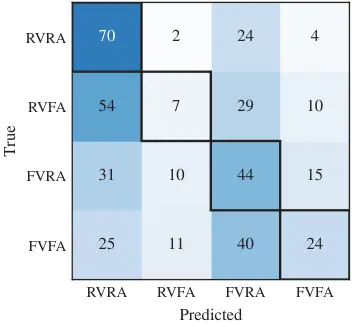 True
RVRA 70 2 24 4
RVFA 54 7 29 10
FVRA 31 10 44 15
FVFA 25 11 40 24
RVRA RVFA FVRA FVFA
Predicted